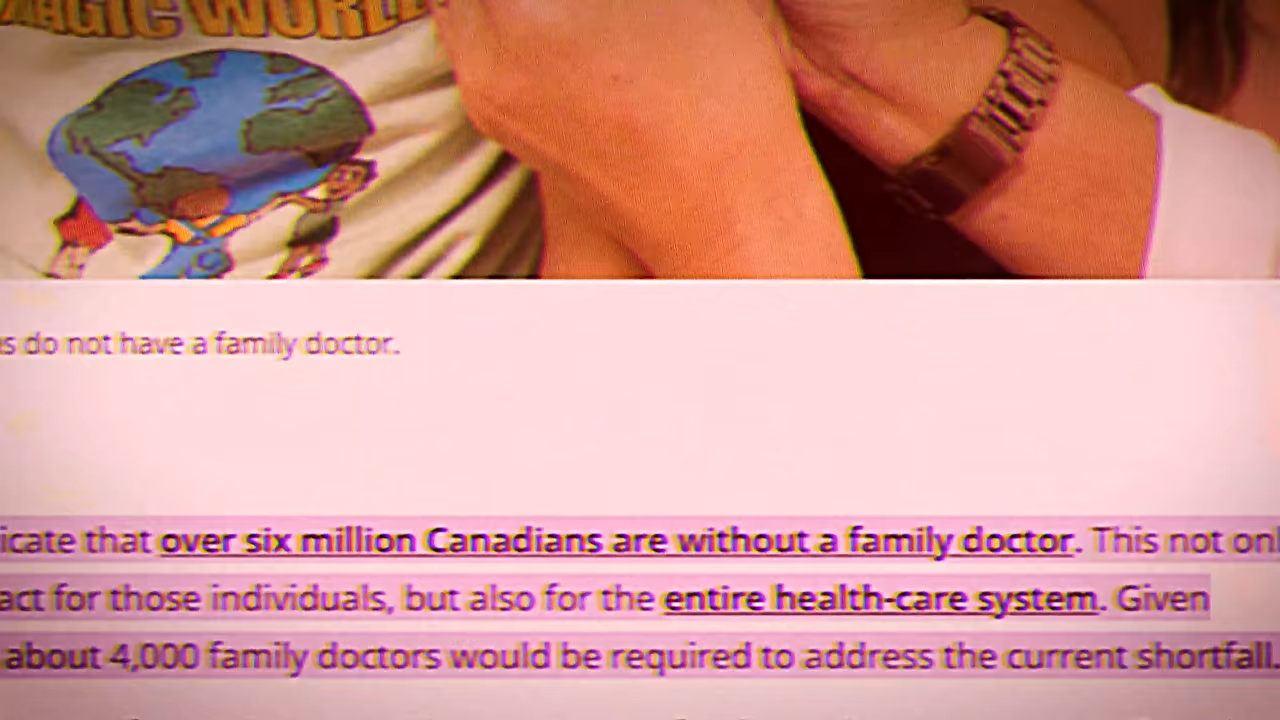 MAGIC WORLD
s do not have a family doctor.
icate that over six million Canadians are without a family doctor. This not onl
act for those individuals, but also for the entire health-care system. Given
about 4,000 family doctors would be required to address the current shortfall.